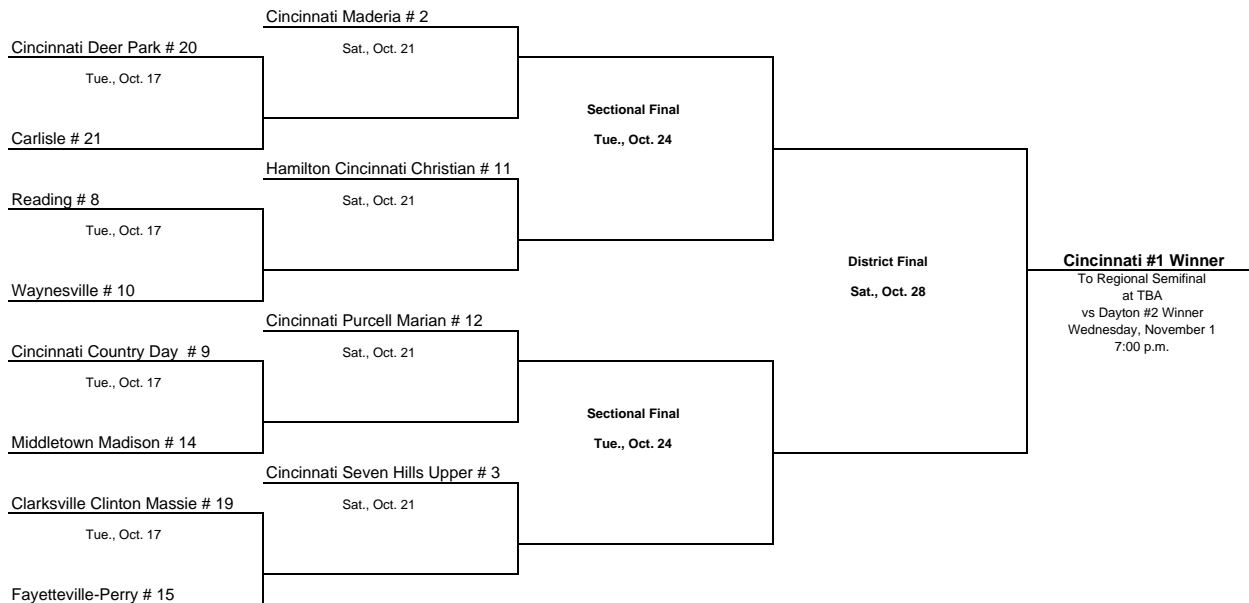 Cincinnati Maderia # 2
Cincinnati Deer Park # 20
Sat., Oct. 21
Tue., Oct. 17
Sectional Final
Carlisle # 21
Tue., Oct. 24
Hamilton Cincinnati Christian # 11
Reading # 8
Sat., Oct. 21
Tue., Oct. 17
District Final
Cincinnati #1 Winner
To Regional Semifinal
Waynesville # 10
Sat., Oct. 28
at TBA
vs Dayton #2 Winner
Cincinnati Purcell Marian # 12
Wednesday, November 1
Cincinnati Country Day # 9
Sat., Oct. 21
7:00 p.m.
Tue., Oct. 17
Sectional Final
Middletown Madison # 14
Tue., Oct. 24
Cincinnati Seven Hills Upper # 3
Clarksville Clinton Massie # 19
Sat., Oct. 21
Tue., Oct. 17
Fayetteville-Perry # 15